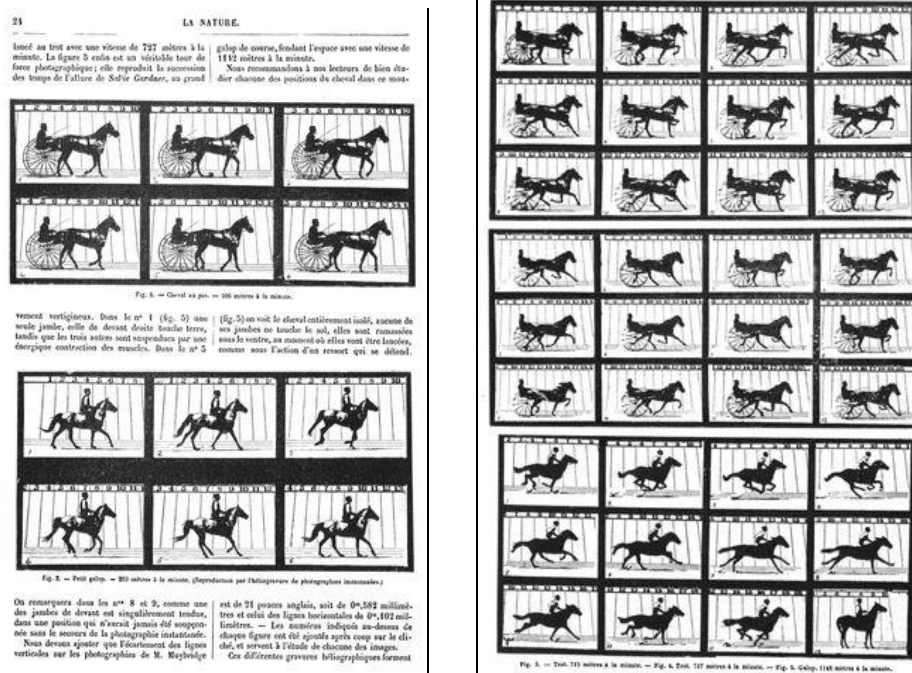 24
LA NATURE.
lancé au trot avec une vitesse de 727 mètres à la
minute. La figure 5 enfin est un véritable tour de
force photographique ; elle reproduit la succession
des temps de l'allure de Salvie Gardner, au grand
galop de course, fendant l'espace avec une vitesse de
1142 mètres à la minute.
Nous recommandons à nos lecteurs de bien étu-
dier chacune des positions du cheval dans ce mou-
Fig. 1. — Cheval au pas. — 106 mètres à la minute.
vement vertigineux. Dans le n° 1 (fig. 5) une
seule jambe, celle de devant droite touche terre,
tandis que les trois autres sont suspendues par une
énergique contraction des muscles. Dans le n° 5
(fig. 5) on voit le cheval entièrement isolé, aucune de
ses jambes ne touche le sol, elles sont ramassées
sous le ventre, au moment où elles vont être lancées,
comme sous l'action d'un ressort qui se détend.
Fig. 2. — Petit galop. — 200 mètres à la minute. (Reproduction par l'héliogravure de photographies instantanées.)
On remarquera dans les nos 8 et 9, comme une
des jambes de devant est singulièrement tendue,
dans une position qui n'aurait jamais été soupçon-
née sans le secours de la photographie instantanée.
Nous devons ajouter que l'écartement des lignes
verticales sur les photographies de M. Muybridge
est de 21 pouces anglais, soit de 0m,582 millimè-
tres et celui des lignes horizontales de 0m,102 mil-
limètres. — Les numéros indiqués au-dessus de
chaque figure ont été ajoutés après coup sur le cli-
ché, et servent à l'étude de chacune des images.
Ces différentes gravures héliographiques forment
Fig. 3. — Trot. 715 mètres à la minute. — Fig. 4. Trot. 727 mètres à la minute. — Fig. 5. Galop. 1142 mètres à la minute.